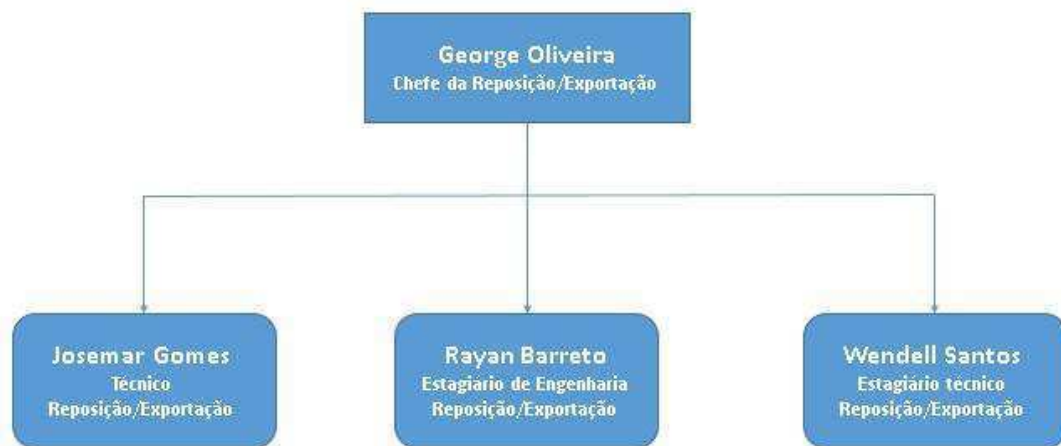 George Oliveira
Chefe da Reposição/Exportação
Josemar Gomes
Técnico
Reposição/Exportação
Rayan Barreto
Estagiário de Engenharia
Reposição/Exportação
Wendell Santos
Estagiário técnico
Reposição/Exportação